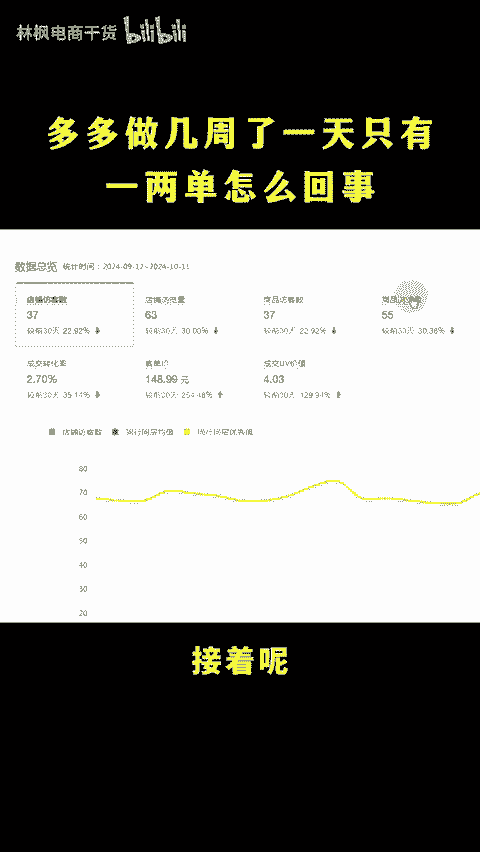 林枫电商干货 bilibili
多多做几周了一天只有
一两单怎么回事
数据总览 统计时间：2024-09-12~2024-10-11
店铺访客数 店铺浏览量 商品访客数
37 63 37 55
较前30天 22.92% 较前30天 30.00% 较前30天 22.92% 较前30天 30.38%
成交转化率 客单价 成交UV价值
2.70% 148.99 元 4.03
较前30天 35.14% 较前30天 254.48% 较前30天 129.94%
店铺访客数 同行同层均值 同行同层优秀值
80
70
60
50
40
30
20
接着呢